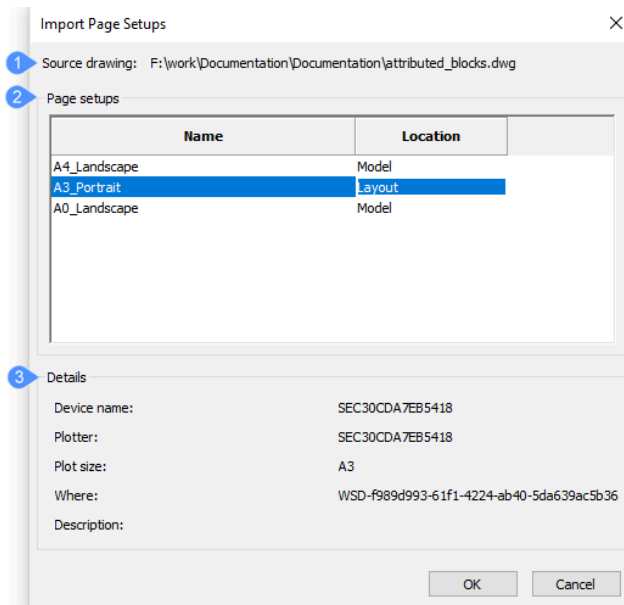 Import Page Setups
1 Source drawing: F:\work\Documentation\Documentation\attributed_blocks.dwg
2 Page setups
Name Location
A4_Landscape Model
A3_Portrait Layout
A0_Landscape Model
3 Details
Device name: SEC30CDA7EB5418
Plotter: SEC30CDA7EB5418
Plot size: A3
Where: WSD-f989d993-61f1-4224-ab40-5da639ac5b36
Description:
OK Cancel